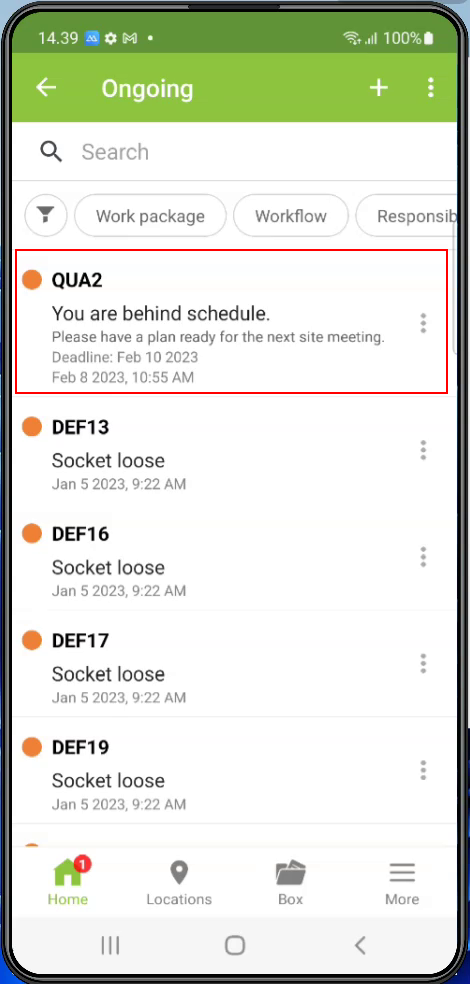 14.39 100%
Ongoing
Search
Work package Workflow Responsib
QUA2
You are behind schedule.
Please have a plan ready for the next site meeting.
Deadline: Feb 10 2023
Feb 8 2023, 10:55 AM
DEF13
Socket loose
Jan 5 2023, 9:22 AM
DEF16
Socket loose
Jan 5 2023, 9:22 AM
DEF17
Socket loose
Jan 5 2023, 9:22 AM
DEF19
Socket loose
Jan 5 2023, 9:22 AM
1
Home Locations Box More